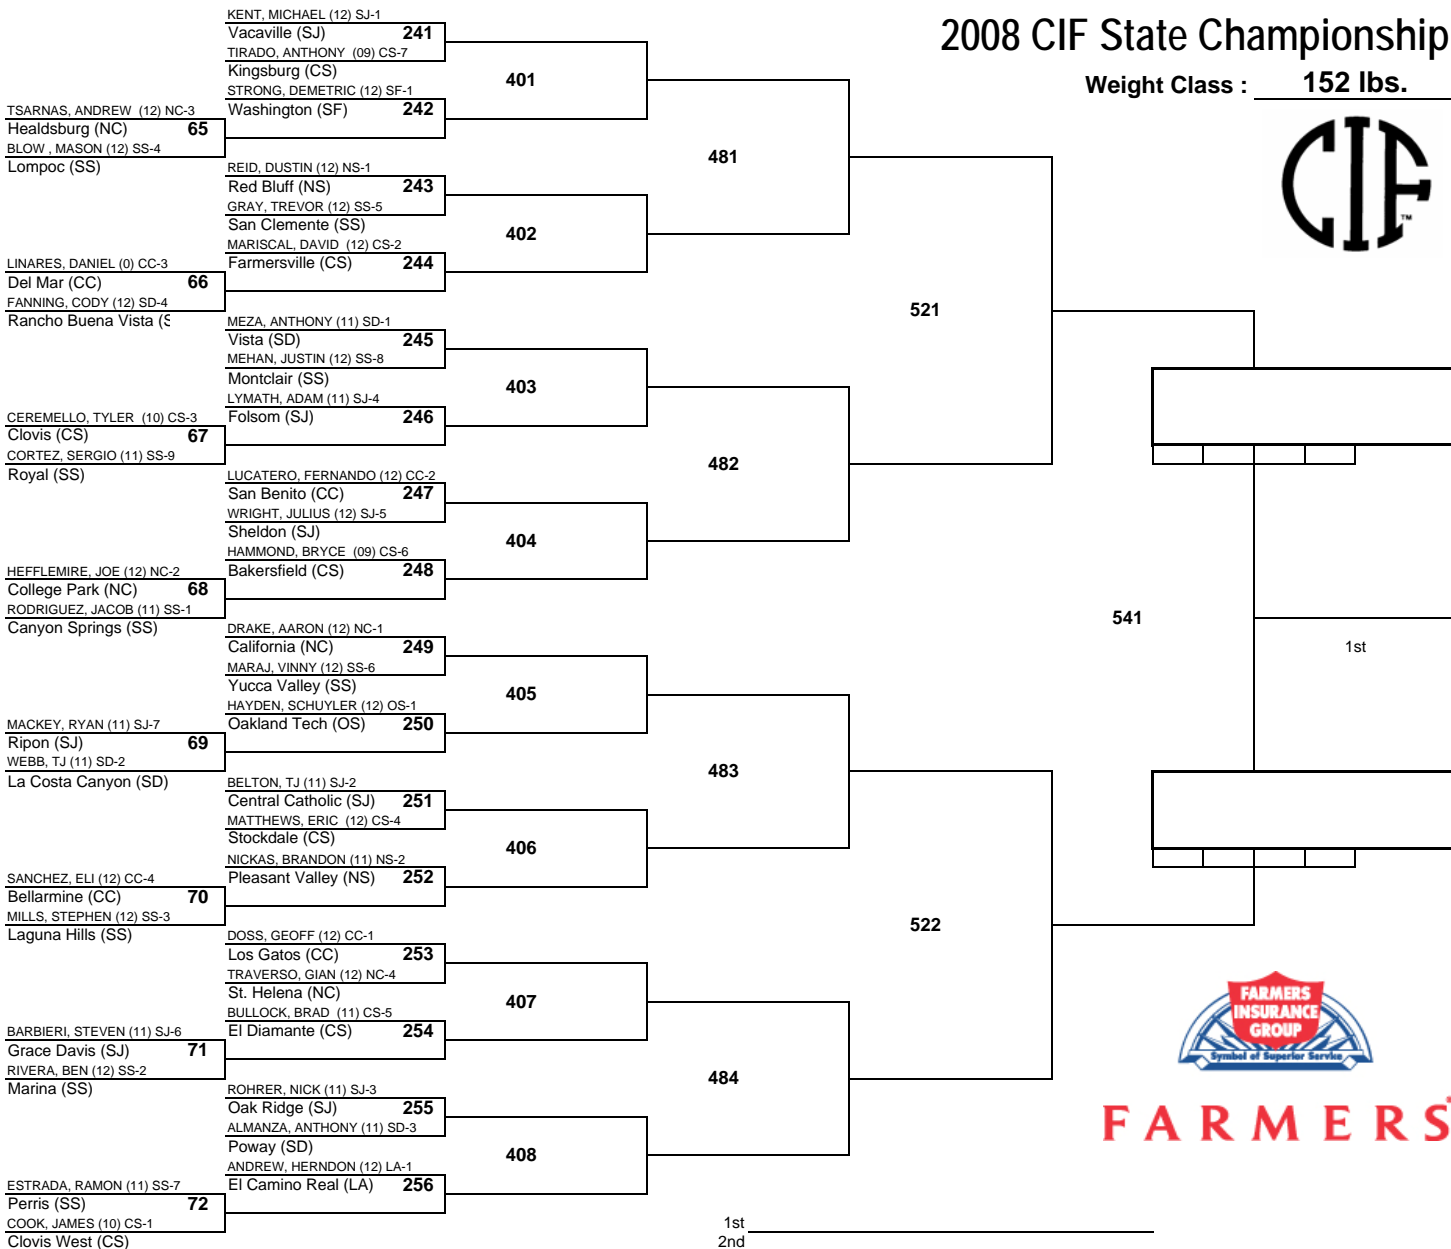 2008 CIF State Championship
Weight Class : 152 lbs.
CIF
TM
TSARNAS, ANDREW (12) NC-3
Healdsburg (NC) 65
BLOW , MASON (12) SS-4
Lompoc (SS)
LINARES, DANIEL (0) CC-3
Del Mar (CC) 66
FANNING, CODY (12) SD-4
Rancho Buena Vista (S
CEREMELLO, TYLER (10) CS-3
Clovis (CS) 67
CORTEZ, SERGIO (11) SS-9
Royal (SS)
HEFFLEMIRE, JOE (12) NC-2
College Park (NC) 68
RODRIGUEZ, JACOB (11) SS-1
Canyon Springs (SS)
MACKEY, RYAN (11) SJ-7
Ripon (SJ) 69
WEBB, TJ (11) SD-2
La Costa Canyon (SD)
SANCHEZ, ELI (12) CC-4
Bellarmine (CC) 70
MILLS, STEPHEN (12) SS-3
Laguna Hills (SS)
BARBIERI, STEVEN (11) SJ-6
Grace Davis (SJ) 71
RIVERA, BEN (12) SS-2
Marina (SS)
ESTRADA, RAMON (11) SS-7
Perris (SS) 72
COOK, JAMES (10) CS-1
Clovis West (CS)
KENT, MICHAEL (12) SJ-1
Vacaville (SJ) 241
TIRADO, ANTHONY (09) CS-7
Kingsburg (CS)
STRONG, DEMETRIC (12) SF-1
Washington (SF) 242
REID, DUSTIN (12) NS-1
Red Bluff (NS) 243
GRAY, TREVOR (12) SS-5
San Clemente (SS)
MARISCAL, DAVID (12) CS-2
Farmersville (CS) 244
MEZA, ANTHONY (11) SD-1
Vista (SD) 245
MEHAN, JUSTIN (12) SS-8
Montclair (SS)
LYMATH, ADAM (11) SJ-4
Folsom (SJ) 246
LUCATERO, FERNANDO (12) CC-2
San Benito (CC) 247
WRIGHT, JULIUS (12) SJ-5
Sheldon (SJ)
HAMMOND, BRYCE (09) CS-6
Bakersfield (CS) 248
DRAKE, AARON (12) NC-1
California (NC) 249
MARAJ, VINNY (12) SS-6
Yucca Valley (SS)
HAYDEN, SCHUYLER (12) OS-1
Oakland Tech (OS) 250
BELTON, TJ (11) SJ-2
Central Catholic (SJ) 251
MATTHEWS, ERIC (12) CS-4
Stockdale (CS)
NICKAS, BRANDON (11) NS-2
Pleasant Valley (NS) 252
DOSS, GEOFF (12) CC-1
Los Gatos (CC) 253
TRAVERSO, GIAN (12) NC-4
St. Helena (NC)
BULLOCK, BRAD (11) CS-5
El Diamante (CS) 254
ROHRER, NICK (11) SJ-3
Oak Ridge (SJ) 255
ALMANZA, ANTHONY (11) SD-3
Poway (SD)
ANDREW, HERNDON (12) LA-1
El Camino Real (LA) 256
401
402
403
404
405
406
407
408
481
482
483
484
521
522
541
1st
FARMERS
INSURANCE
GROUP
Symbol of Superior Service
FARMERS
1st
2nd